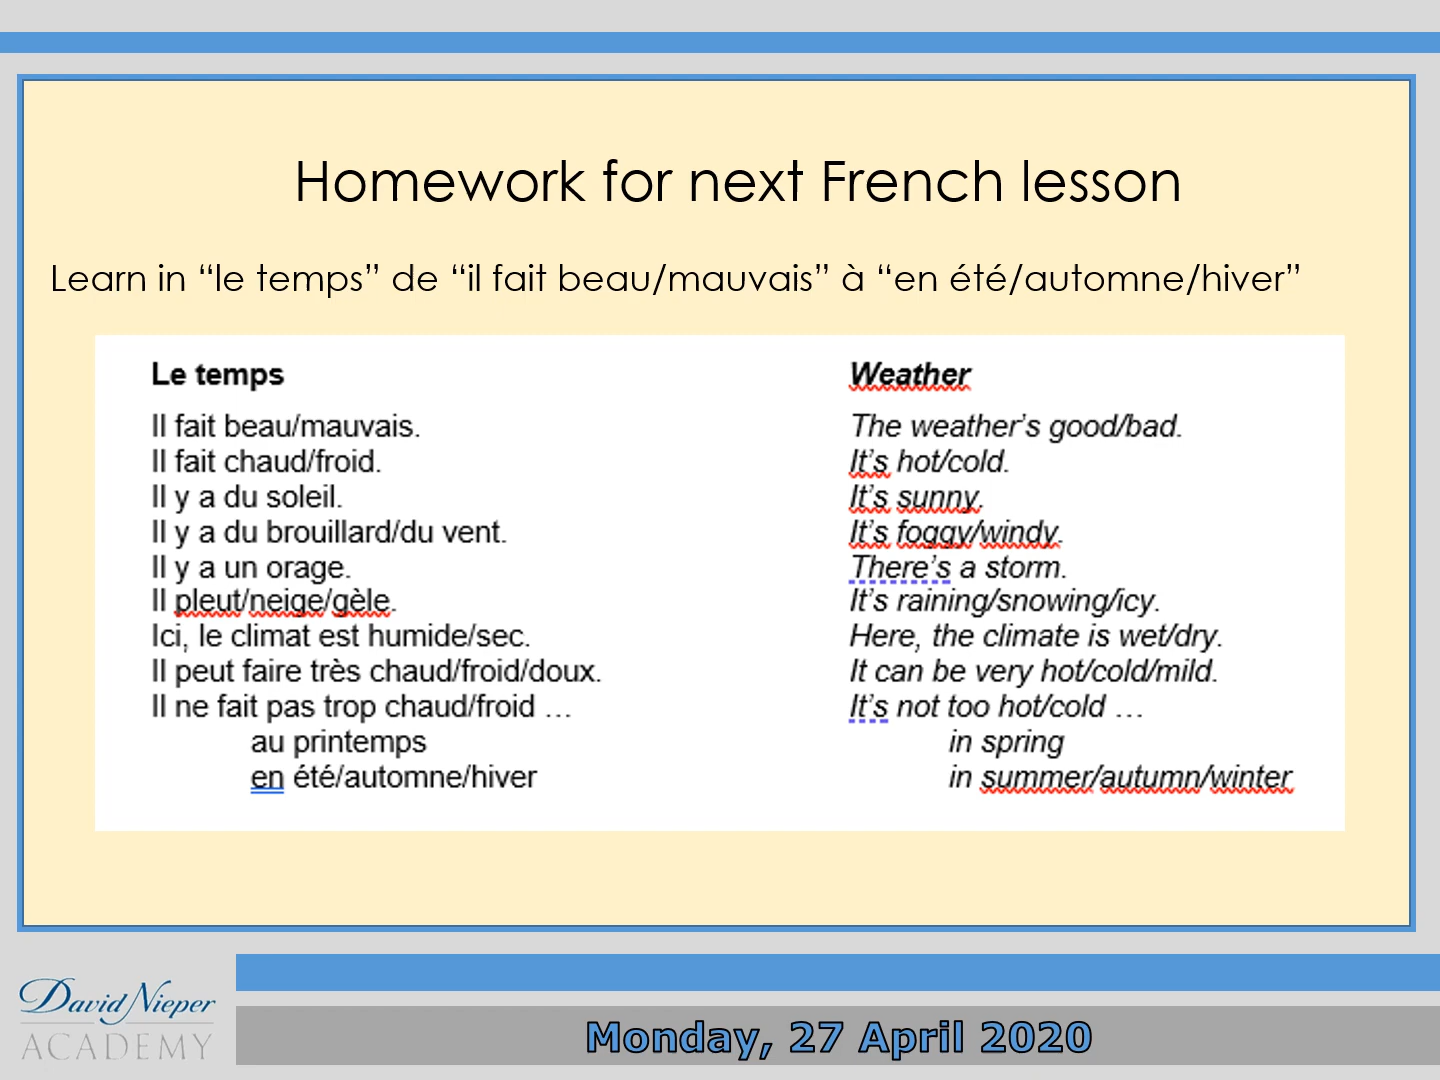 Homework for next French lesson
Learn in “le temps” de “il fait beau/mauvais” à “en été/automne/hiver”
Le temps Weather
Il fait beau/mauvais. The weather’s good/bad.
Il fait chaud/froid. It’s hot/cold.
Il y a du soleil. It’s sunny.
Il y a du brouillard/du vent. It’s foggy/windy.
Il y a un orage. There’s a storm.
Il pleut/neige/gèle. It’s raining/snowing/icy.
Ici, le climat est humide/sec. Here, the climate is wet/dry.
Il peut faire très chaud/froid/doux. It can be very hot/cold/mild.
Il ne fait pas trop chaud/froid … It’s not too hot/cold …
au printemps in spring
en été/automne/hiver in summer/autumn/winter
David Nieper
ACADEMY
Monday, 27 April 2020